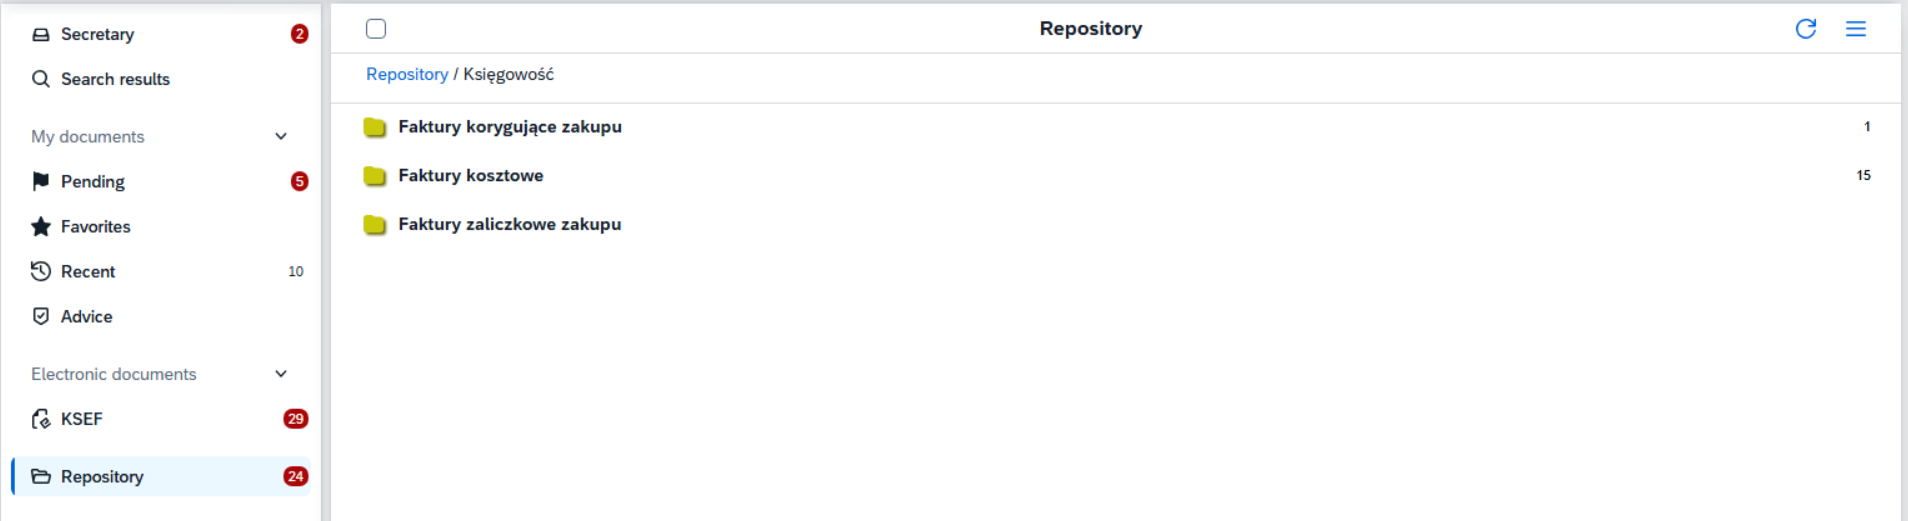 Secretary 2
Search results
My documents
Pending 5
Favorites
Recent 10
Advice
Electronic documents
KSEF 29
Repository 24
Repository
Repository / Księgowość
Faktury korygujące zakupu 1
Faktury kosztowe 15
Faktury zaliczkowe zakupu